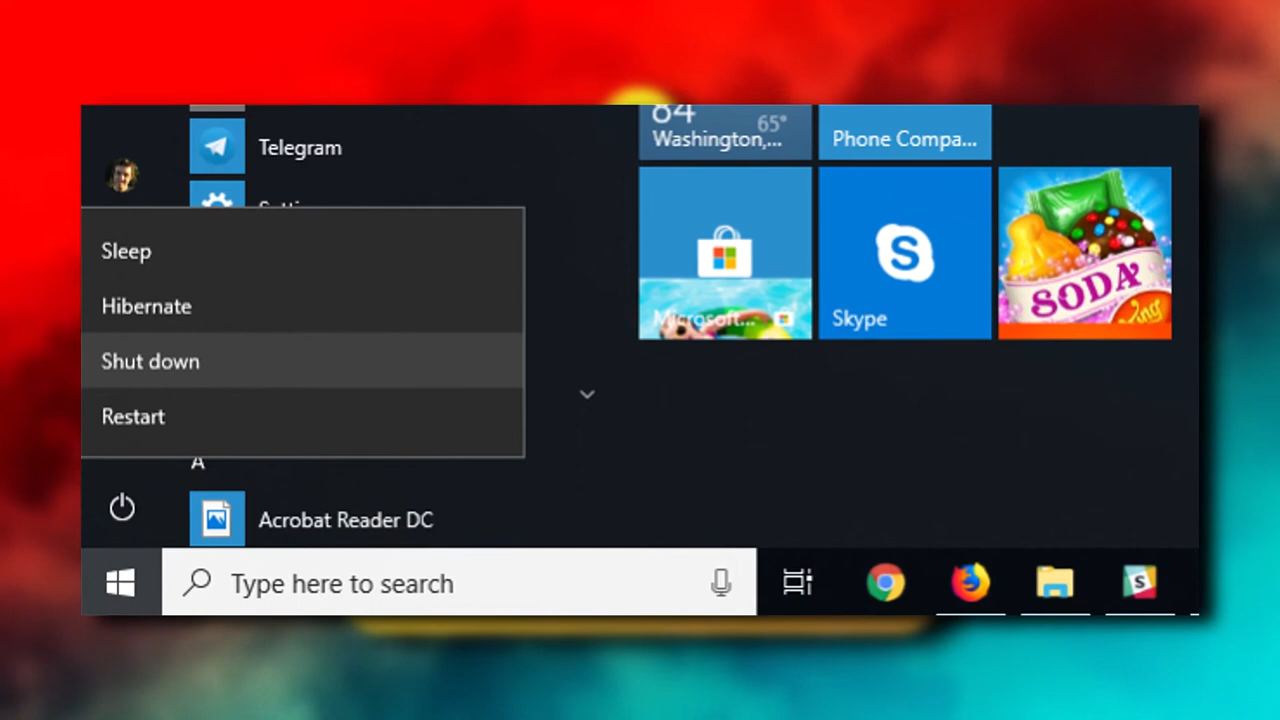 Telegram
Sleep
Hibernate
Shut down
Restart
A
Acrobat Reader DC
Type here to search
84
65°
Washington,...
Phone Compa...
Microsoft...
Skype
SODA
S